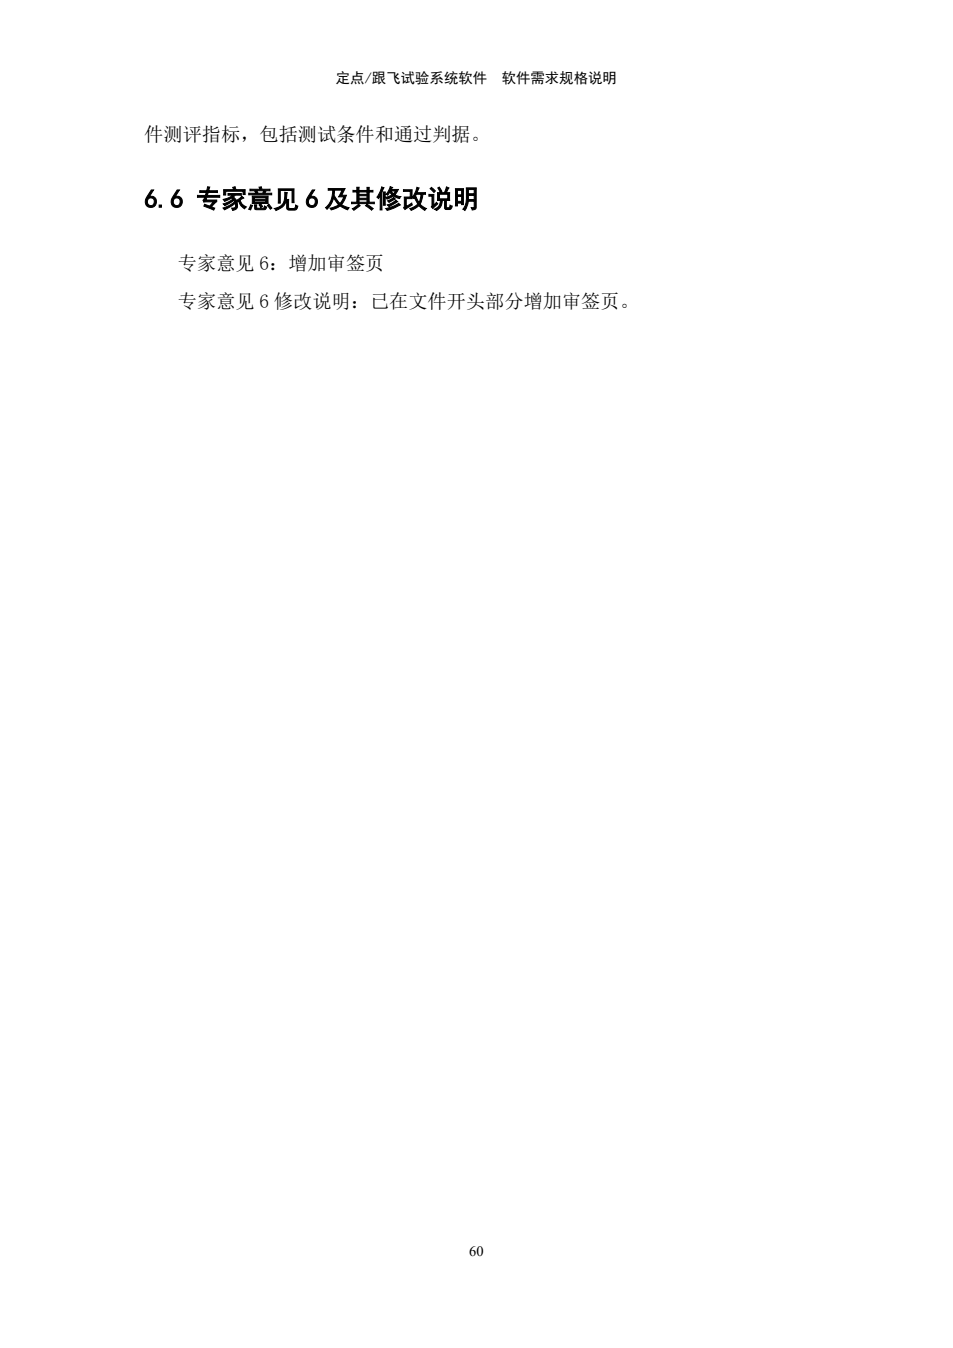 定点/跟飞试验系统软件　软件需求规格说明
件测评指标，包括测试条件和通过判据。
6.6 专家意见 6 及其修改说明
专家意见 6：增加审签页
专家意见 6 修改说明：已在文件开头部分增加审签页。
60